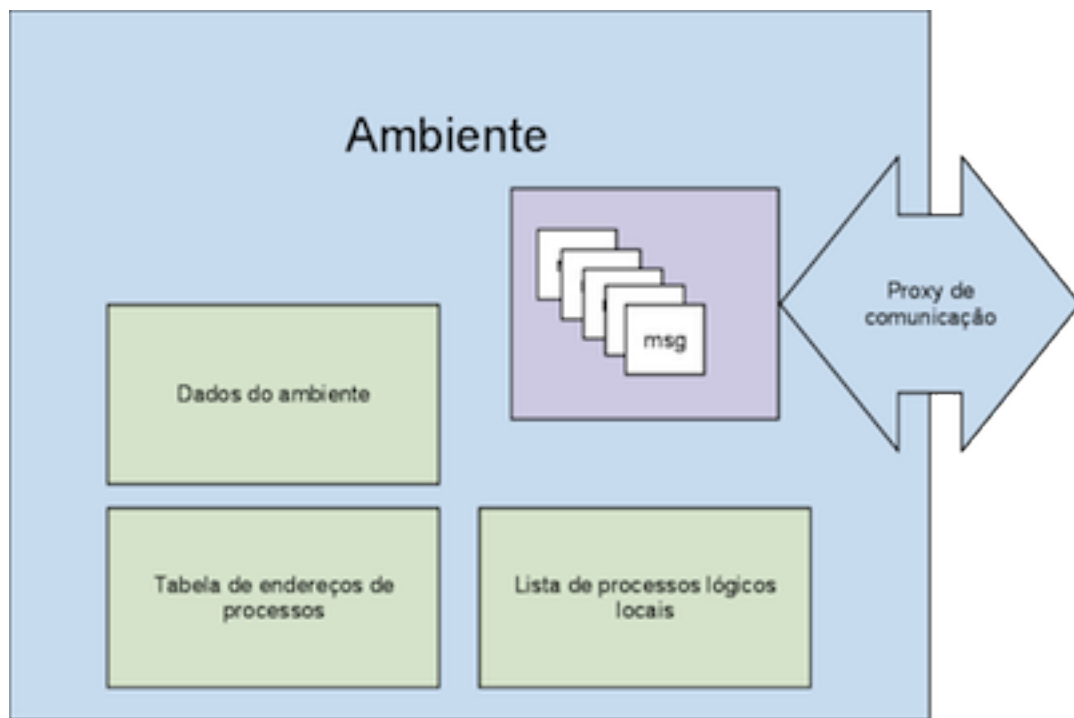 Ambiente
msg
Proxy de
comunicação
Dados do ambiente
Tabela de endereços de
processos
Lista de processos lógicos
locais